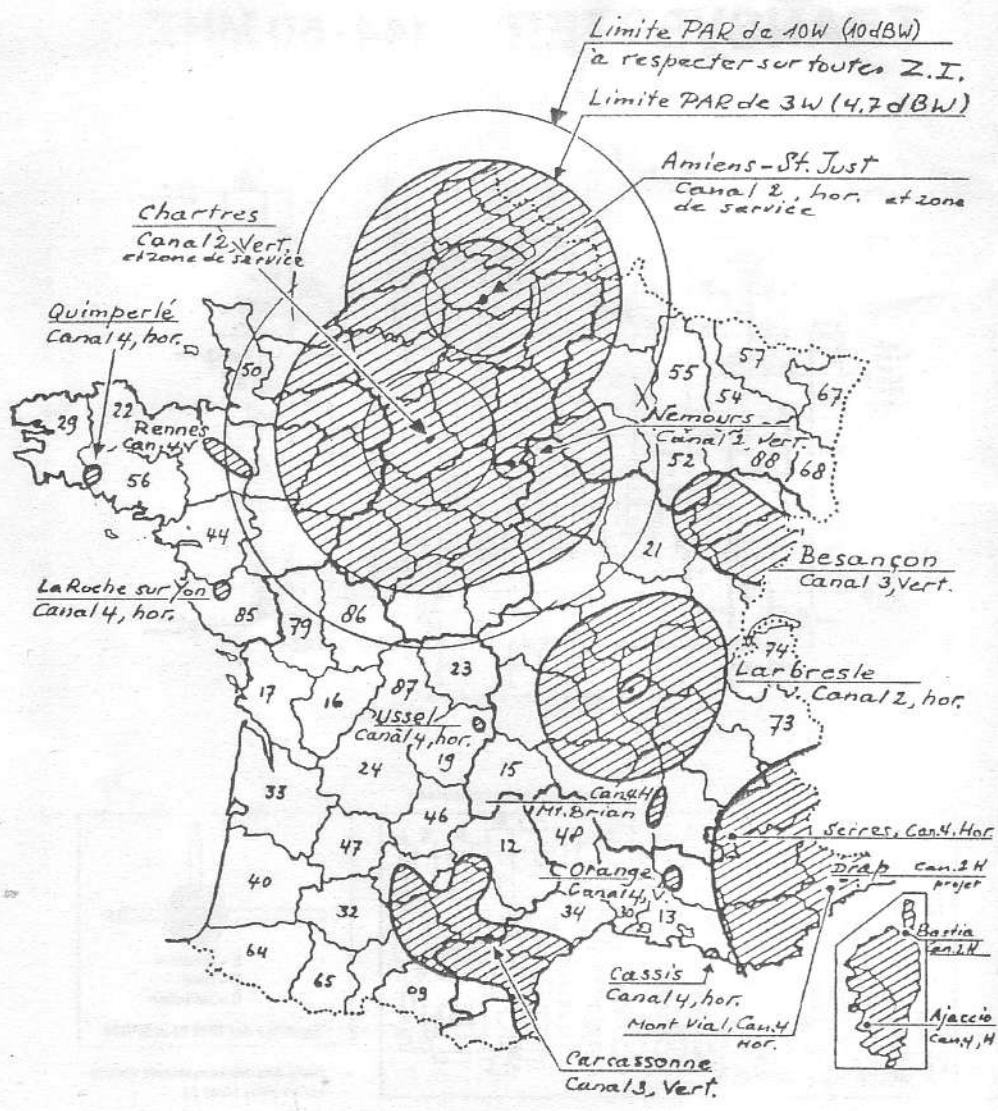 Limite PAR de 10W (10dBW)
à respecter sur toutes Z.I.
Limite PAR de 3W (4,7dBW)
Amiens-St. Just
Canal 2, hor. et zone
de service
Chartres
Canal 2, Vert.
et zone de service
Quimperlé
Canal 4, hor.
50
55
57
54
67
29
22
Rennes
Can. 4, V
56
Nemours
Canal 2, Vert.
52
88
68
44
21
Besançon
Canal 3, Vert.
La Roche sur Yon
Canal 4, hor.
85
79
86
74
Larbresle
Canal 2, hor.
17
16
87
23
73
Ussel
Canal 4, hor.
19
24
15
33
Can.4H
Mt. Brian
46
48
47
12
Serres, Can.4, Hor.
Drap Can.2H
projet
Orange
Canal 4, V.
40
32
34
30
13
Bastia
Can.2H
64
65
09
Cassis
Canal 4, hor.
Mont Vial, Can.4
Hor.
Ajaccio
Can.4, H
Carcassonne
Canal 3, Vert.